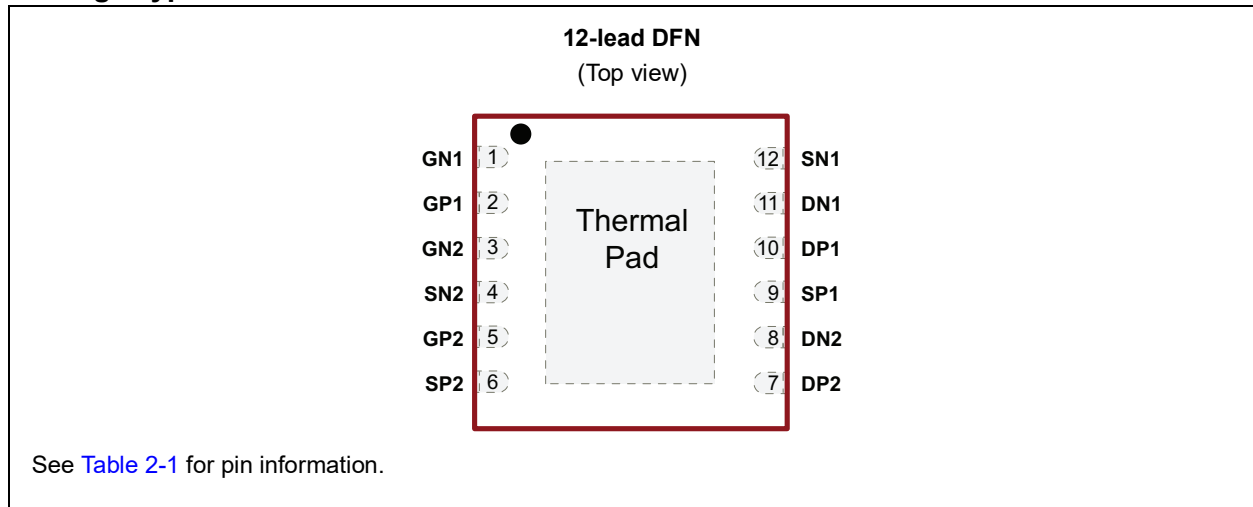 12-lead DFN
(Top view)
GN1 1 12 SN1
GP1 2 11 DN1
GN2 3 10 DP1
SN2 4 9 SP1
GP2 5 8 DN2
SP2 6 7 DP2
Thermal
Pad
See Table 2-1 for pin information.